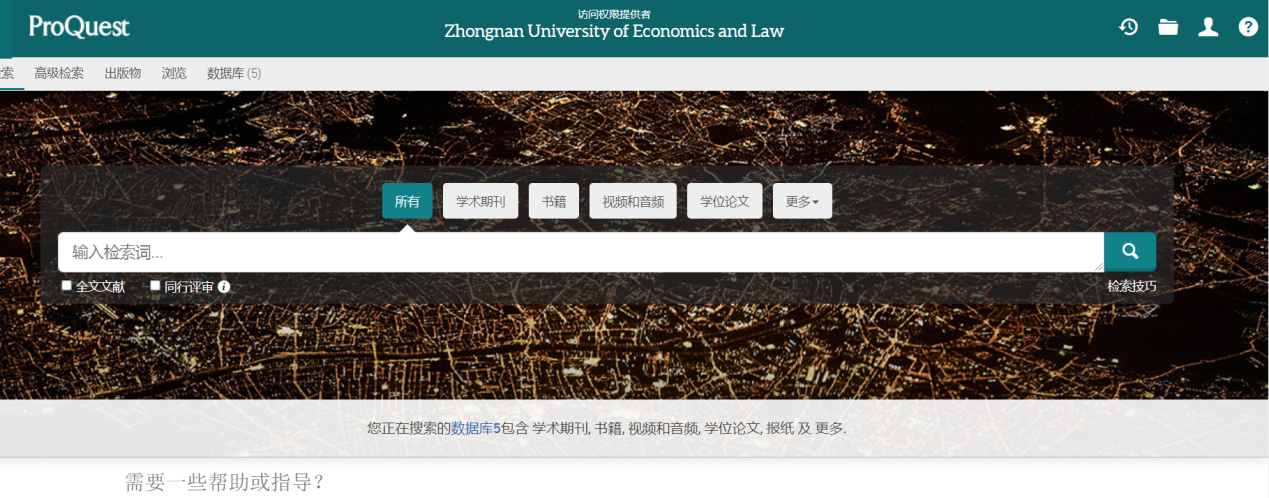 访问权限提供者
ProQuest
Zhongnan University of Economics and Law
索 高级检索 出版物 浏览 数据库 (5)
所有 学术期刊 书籍 视频和音频 学位论文 更多
输入检索词...
全文文献 同行评审 检索技巧
您正在搜索的数据库5包含 学术期刊, 书籍, 视频和音频, 学位论文, 报纸 及 更多.
需要一些帮助或指导?